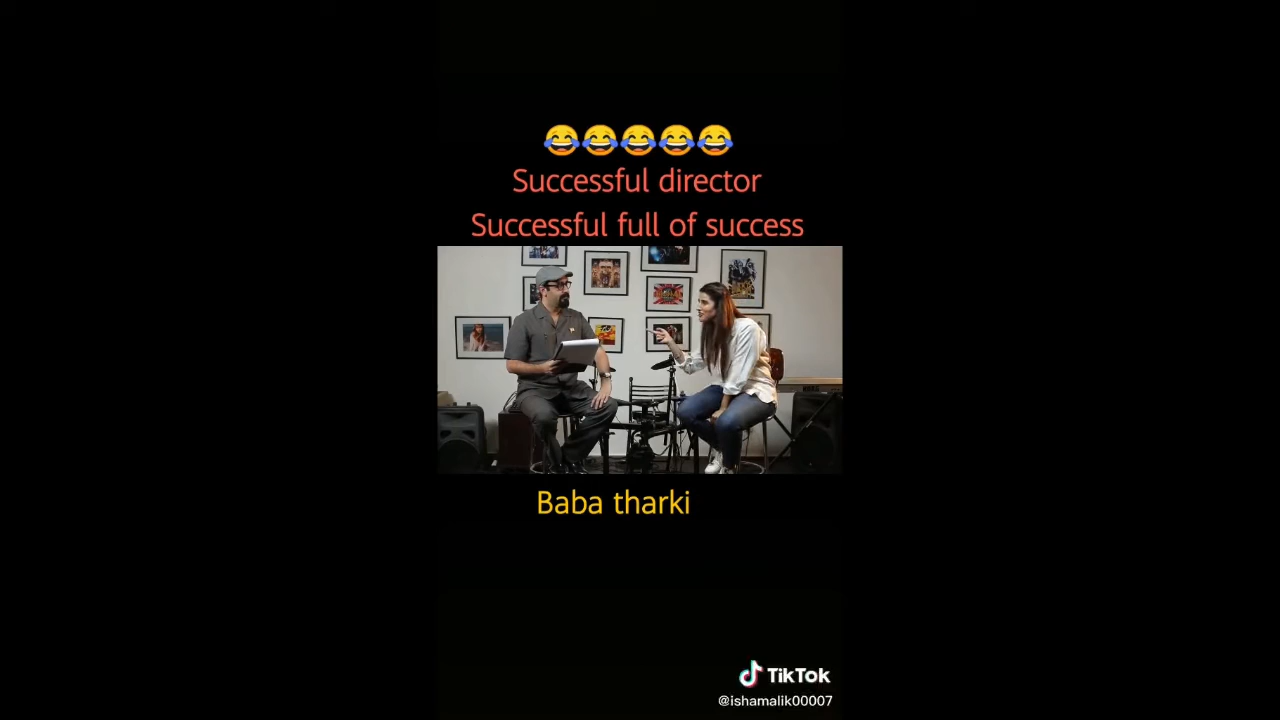 😂😂😂😂😂
Successful director
Successful full of success
Baba tharki
TikTok
@ishamalik00007